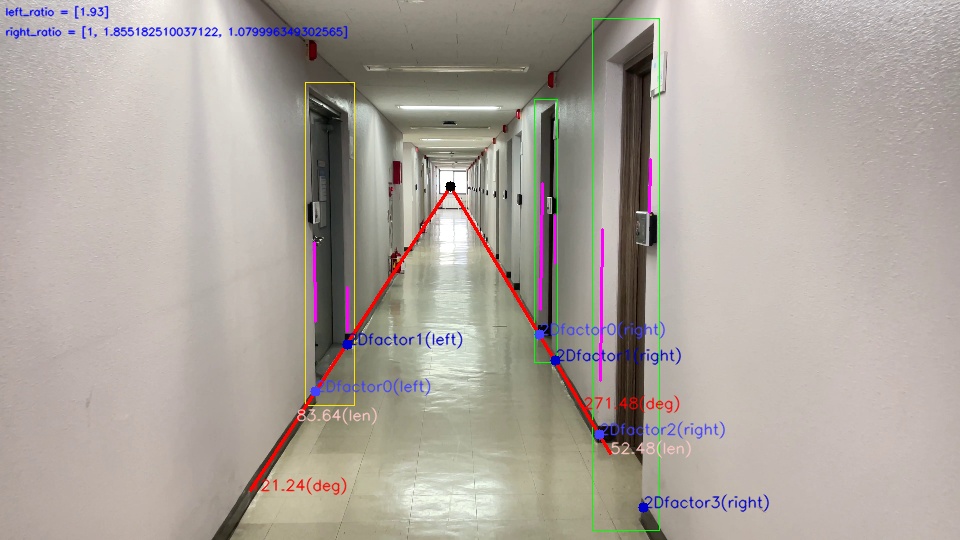 left_ratio = [1.93]
right_ratio = [1, 1.855182510037122, 1.079996349302565]
2Dfactor0(right)
2Dfactor1(left)
2Dfactor1(right)
2Dfactor0(left)
271.48(deg)
83.64(len)
2Dfactor2(right)
52.48(len)
21.24(deg)
2Dfactor3(right)